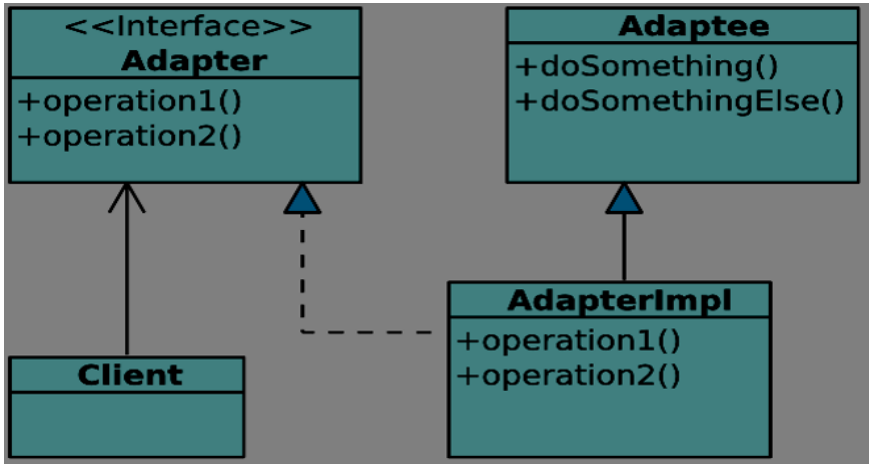 <<Interface>>
Adapter
+operation1()
+operation2()
Adaptee
+doSomething()
+doSomethingElse()
AdapterImpl
+operation1()
+operation2()
Client